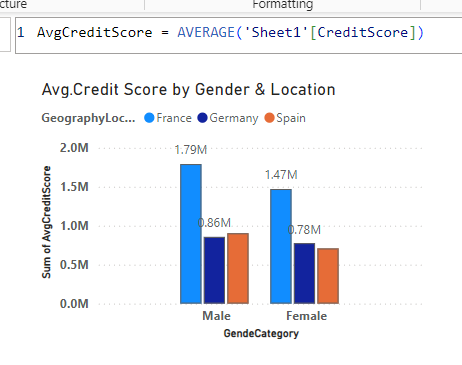 cture
Formatting
1 AvgCreditScore = AVERAGE('Sheet1'[CreditScore])
Avg.Credit Score by Gender & Location
GeographyLoc... France Germany Spain
2.0M
1.79M
1.5M
1.47M
1.0M
0.86M
0.78M
0.5M
0.0M
Sum of AvgCreditScore
Male Female
GendeCategory